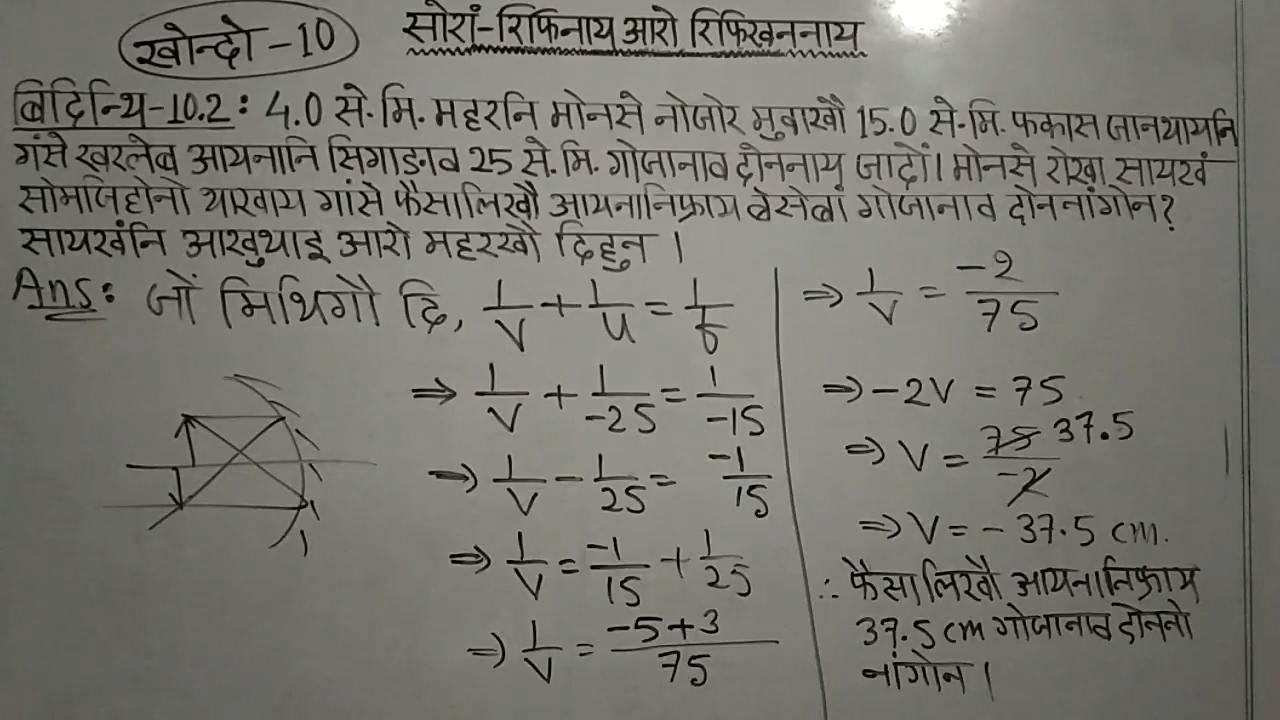 खोन्दो-10
सोरां-रिफिनाय आरो रिफिखननाय
बिदिन्थि-10.2: 4.0 से.मि. महरनि मोनसे नोजोर मुवाखौ 15.0 से.मि. फकास जानथायनि
गंसे खरलेब आयनानि सिगाङाव 25 से.मि. गोजानाव दोननाय जादों। मोनसे रोखा सायखं
सोमजिहोनो थाखाय गांसे फैसालिखौ आयनानिफ्राय बेसेबा गोजानाव दोननांगोन?
सायखंनि आखुथाइ आरो महरखौ दिहुन।
Ans: जों मिथिगौ दि, 1/v + 1/u = 1/f
⇒ 1/v + 1/-25 = 1/-15
⇒ 1/v - 1/25 = -1/15
⇒ 1/v = -1/15 + 1/25
⇒ 1/v = -5+3/75
⇒ 1/v = -2/75
⇒ -2v = 75
⇒ v = 75/-2 37.5
⇒ v = - 37.5 cm.
∴ फैसालिखौ आयनानिफ्राय
37.5 cm गोजानाव दोननो
नांगोन।